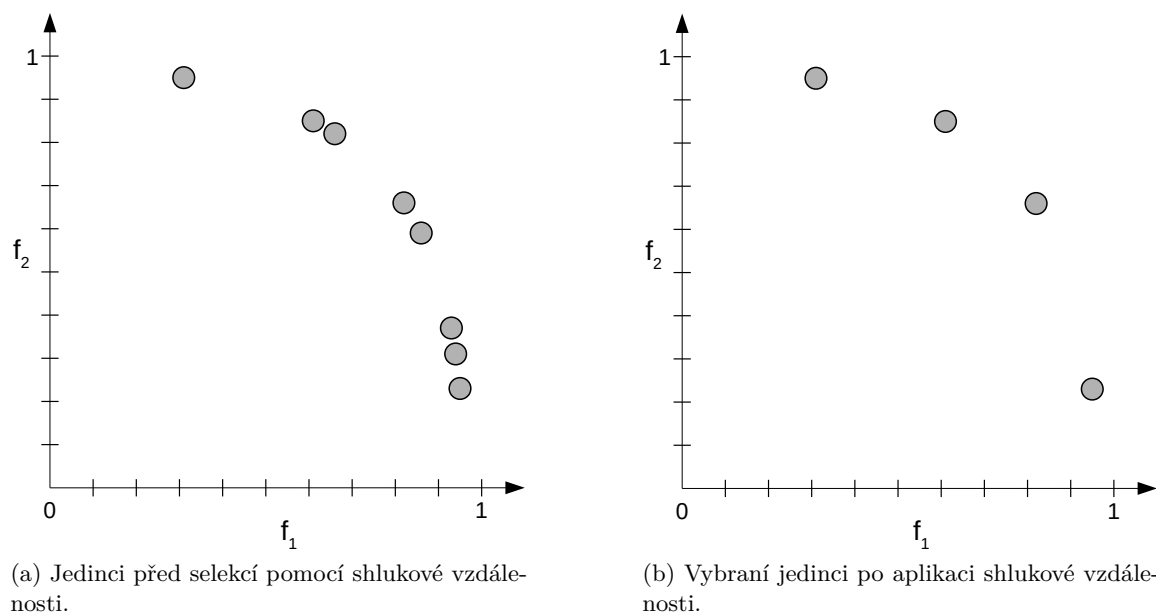 1
f2
0
1
f1
(a) Jedinci před selekcí pomocí shlukové vzdále-
nosti.
1
f2
0
1
f1
(b) Vybraní jedinci po aplikaci shlukové vzdále-
nosti.